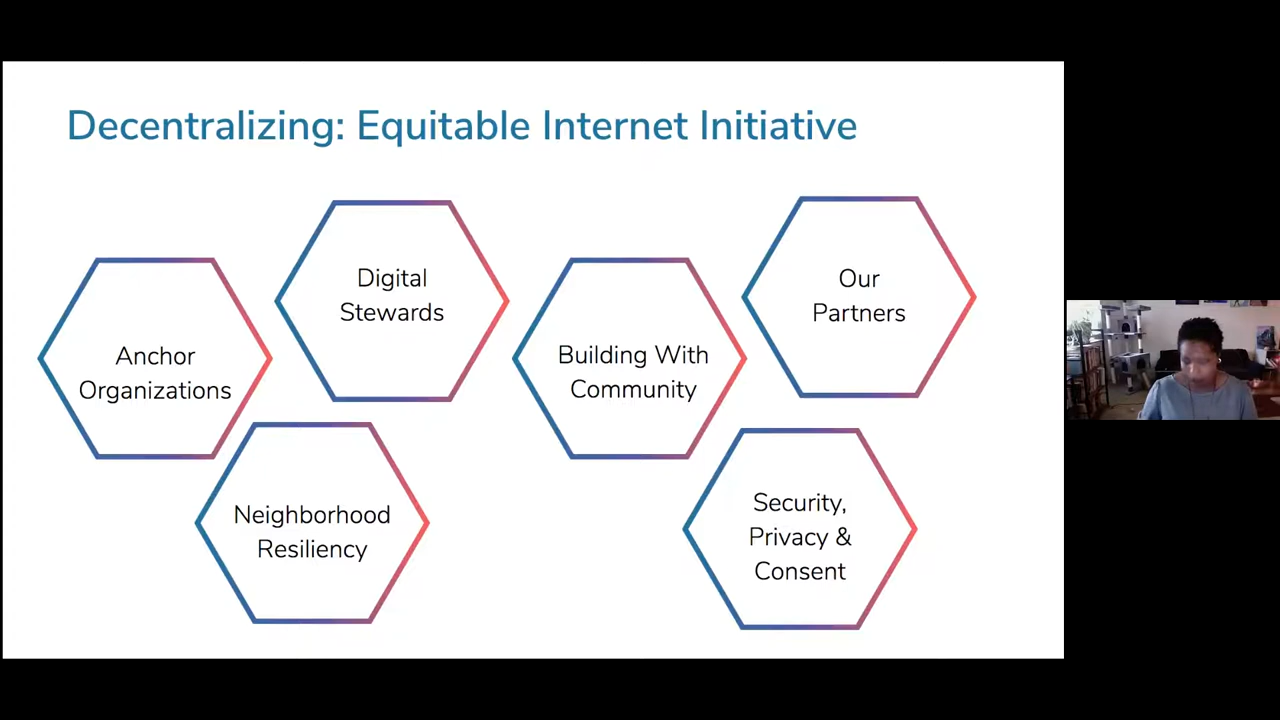 Decentralizing: Equitable Internet Initiative
Anchor
Organizations
Digital
Stewards
Building With
Community
Our
Partners
Neighborhood
Resiliency
Security,
Privacy &
Consent